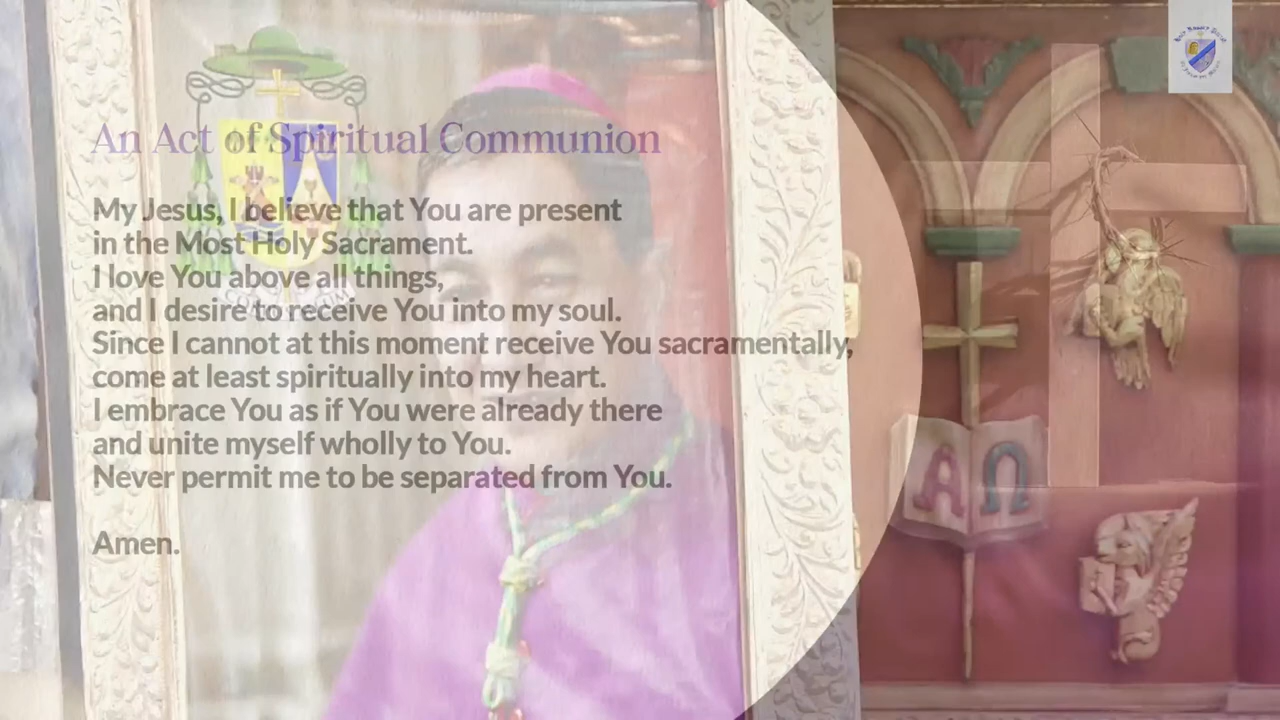 An Act of Spiritual Communion
My Jesus, I believe that You are present
in the Most Holy Sacrament.
I love You above all things,
and I desire to receive You into my soul.
Since I cannot at this moment receive You sacramentally,
come at least spiritually into my heart.
I embrace You as if You were already there
and unite myself wholly to You.
Never permit me to be separated from You.
Amen.
Α Ω